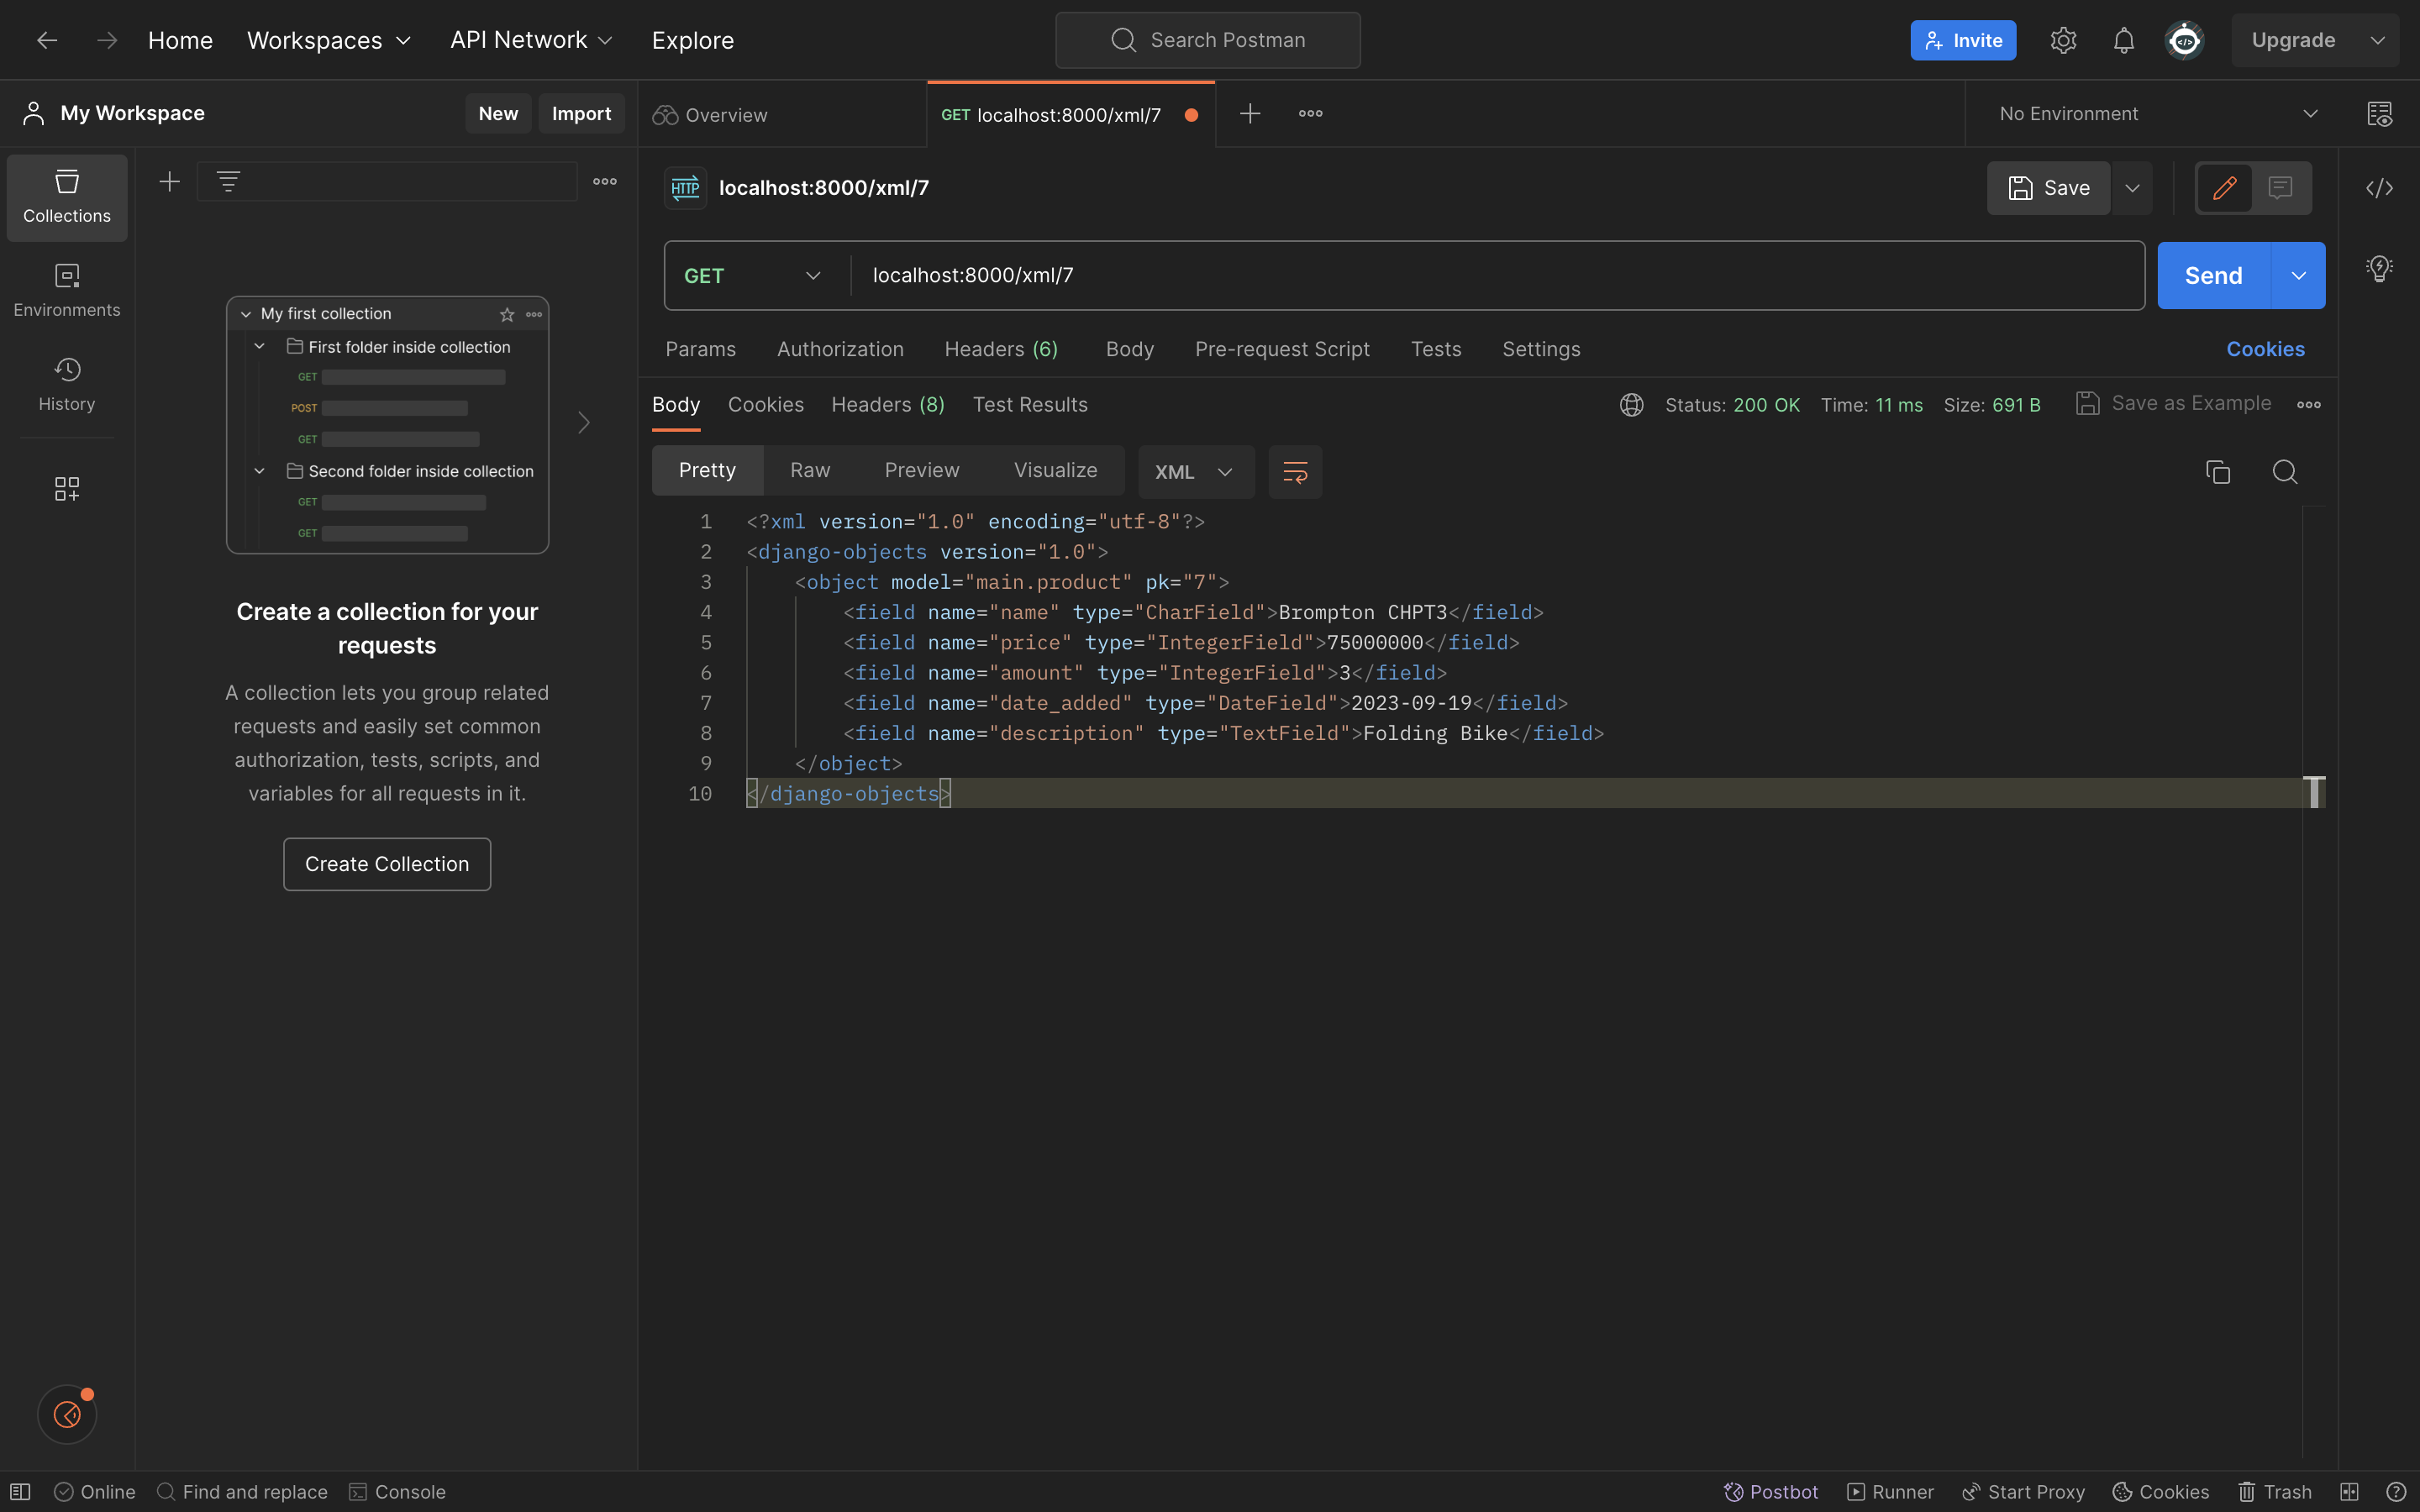 Home Workspaces API Network Explore Search Postman Invite Upgrade
My Workspace New Import Overview GET localhost:8000/xml/7 No Environment
Collections
Environments
History
My first collection
First folder inside collection
GET
POST
GET
Second folder inside collection
GET
GET
Create a collection for your
requests
A collection lets you group related
requests and easily set common
authorization, tests, scripts, and
variables for all requests in it.
Create Collection
HTTP localhost:8000/xml/7 Save
GET localhost:8000/xml/7 Send
Params Authorization Headers (6) Body Pre-request Script Tests Settings Cookies
Body Cookies Headers (8) Test Results Status: 200 OK Time: 11 ms Size: 691 B Save as Example
Pretty Raw Preview Visualize XML
1 <?xml version="1.0" encoding="utf-8"?>
2 <django-objects version="1.0">
3 <object model="main.product" pk="7">
4 <field name="name" type="CharField">Brompton CHPT3</field>
5 <field name="price" type="IntegerField">75000000</field>
6 <field name="amount" type="IntegerField">3</field>
7 <field name="date_added" type="DateField">2023-09-19</field>
8 <field name="description" type="TextField">Folding Bike</field>
9 </object>
10 </django-objects>
Online Find and replace Console Postbot Runner Start Proxy Cookies Trash